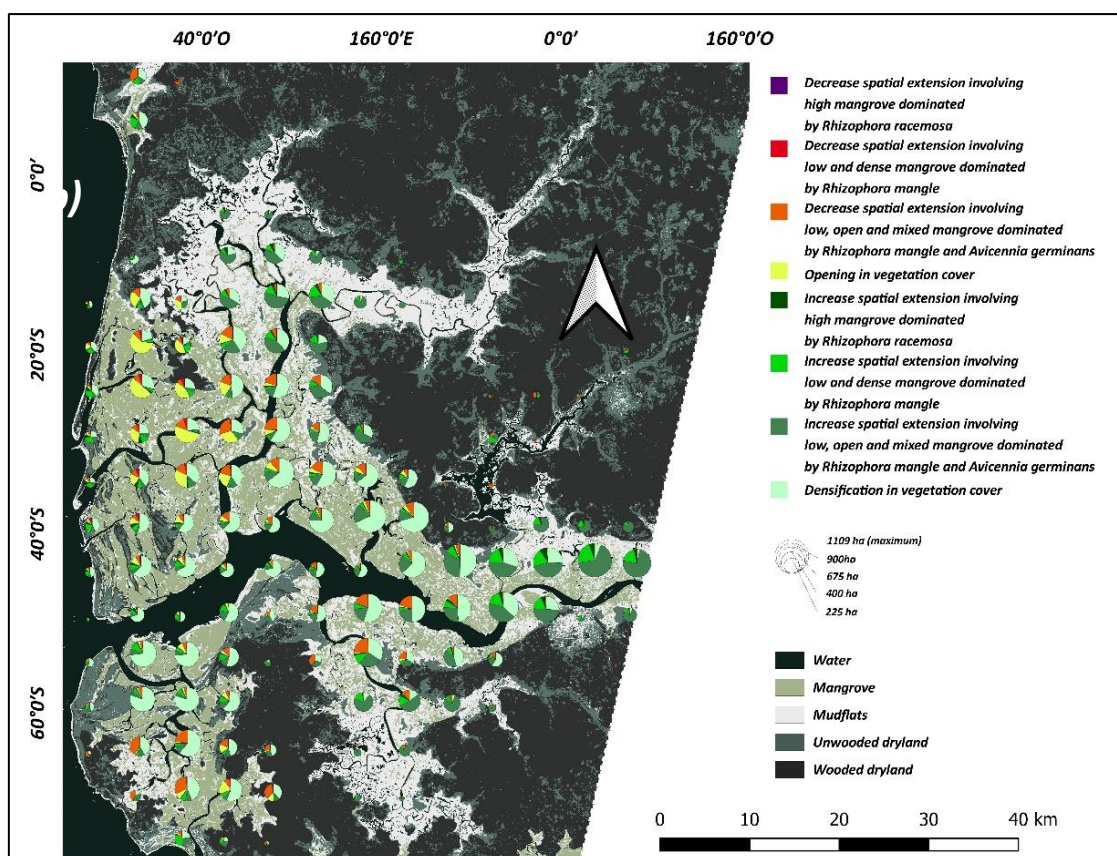 40°0'O 160°0'E 0°0' 160°0'O
0°0'
20°0'S
40°0'S
60°0'S
Decrease spatial extension involving
high mangrove dominated
by Rhizophora racemosa
Decrease spatial extension involving
low and dense mangrove dominated
by Rhizophora mangle
Decrease spatial extension involving
low, open and mixed mangrove dominated
by Rhizophora mangle and Avicennia germinans
Opening in vegetation cover
Increase spatial extension involving
high mangrove dominated
by Rhizophora racemosa
Increase spatial extension involving
low and dense mangrove dominated
by Rhizophora mangle
Increase spatial extension involving
low, open and mixed mangrove dominated
by Rhizophora mangle and Avicennia germinans
Densification in vegetation cover
1109 ha (maximum)
900ha
675 ha
400 ha
225 ha
Water
Mangrove
Mudflats
Unwooded dryland
Wooded dryland
0 10 20 30 40 km